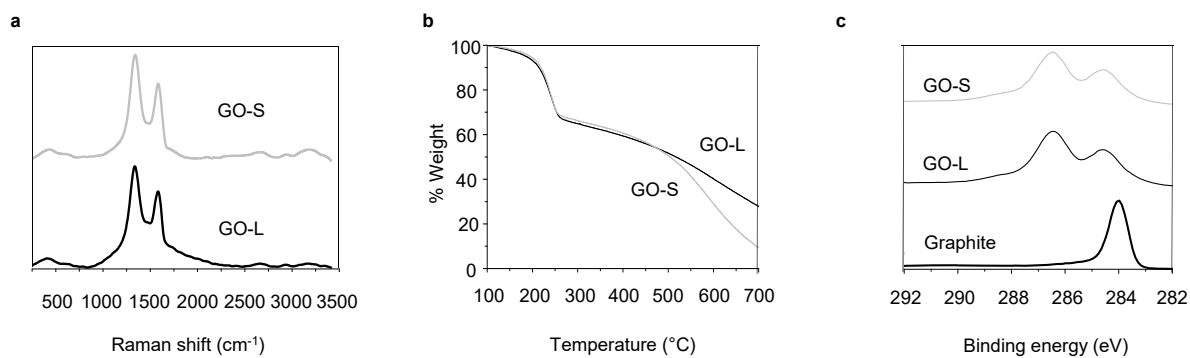 a
GO-S
GO-L
500 1000 1500 2000 2500 3000 3500
Raman shift (cm-1)
b
100
80
60
40
20
0
% Weight
GO-L
GO-S
100 200 300 400 500 600 700
Temperature (°C)
c
GO-S
GO-L
Graphite
292 290 288 286 284 282
Binding energy (eV)